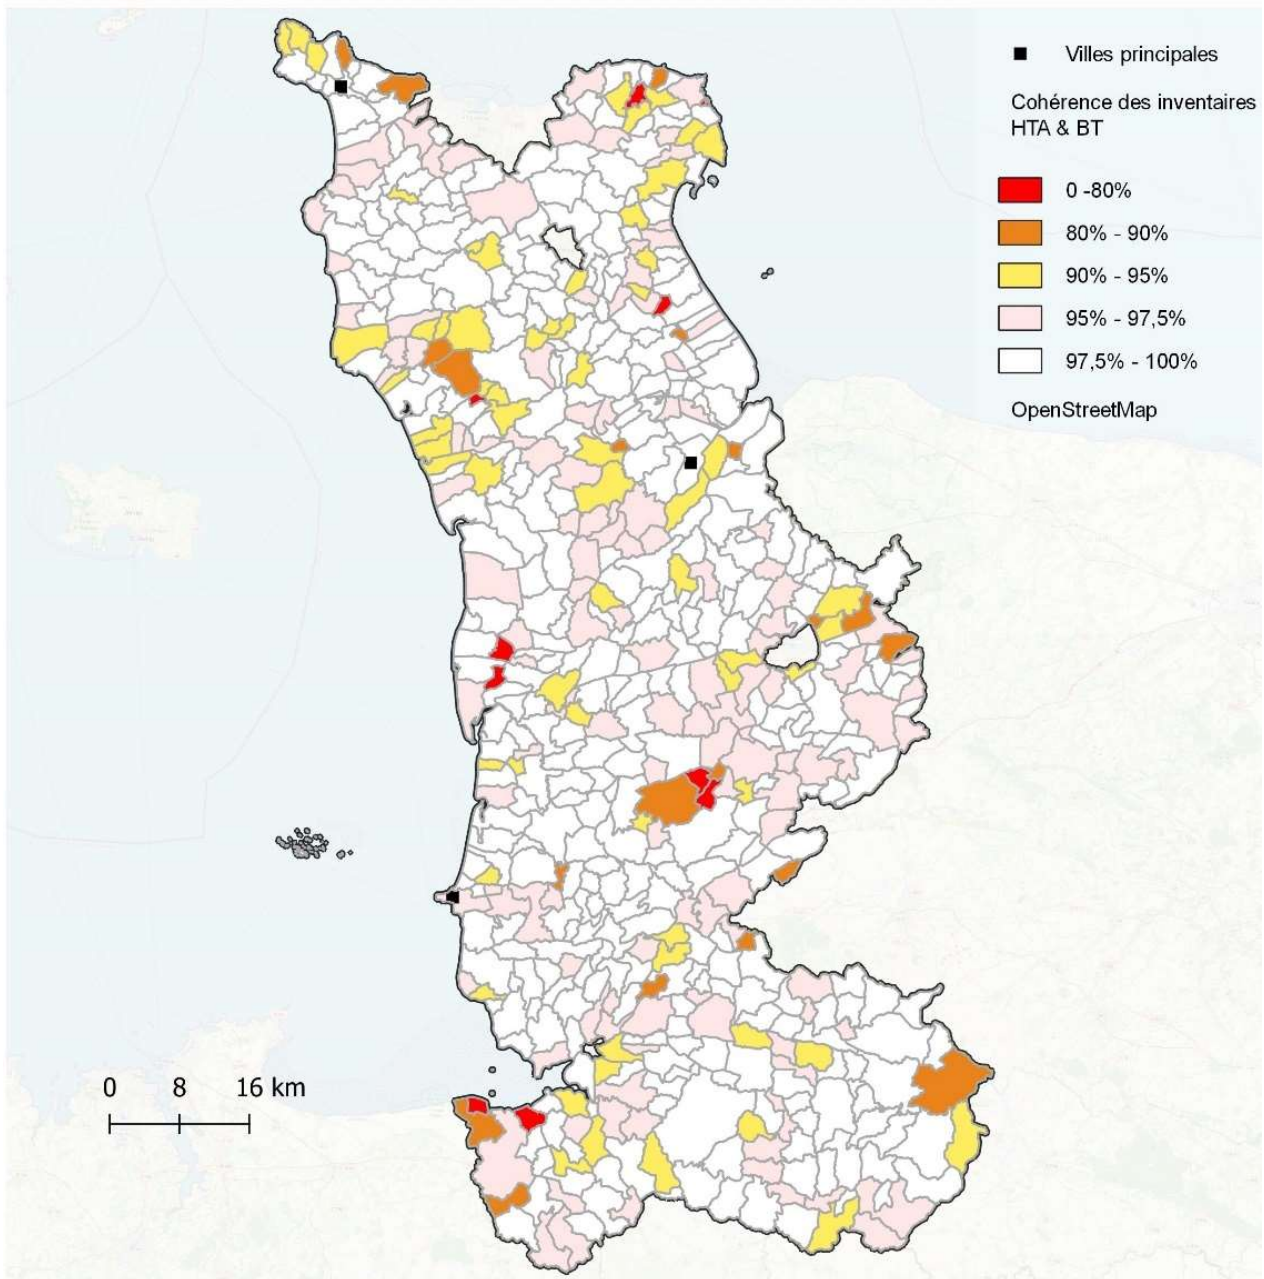 Villes principales
Cohérence des inventaires
HTA & BT
0 -80%
80% - 90%
90% - 95%
95% - 97,5%
97,5% - 100%
OpenStreetMap
0 8 16 km